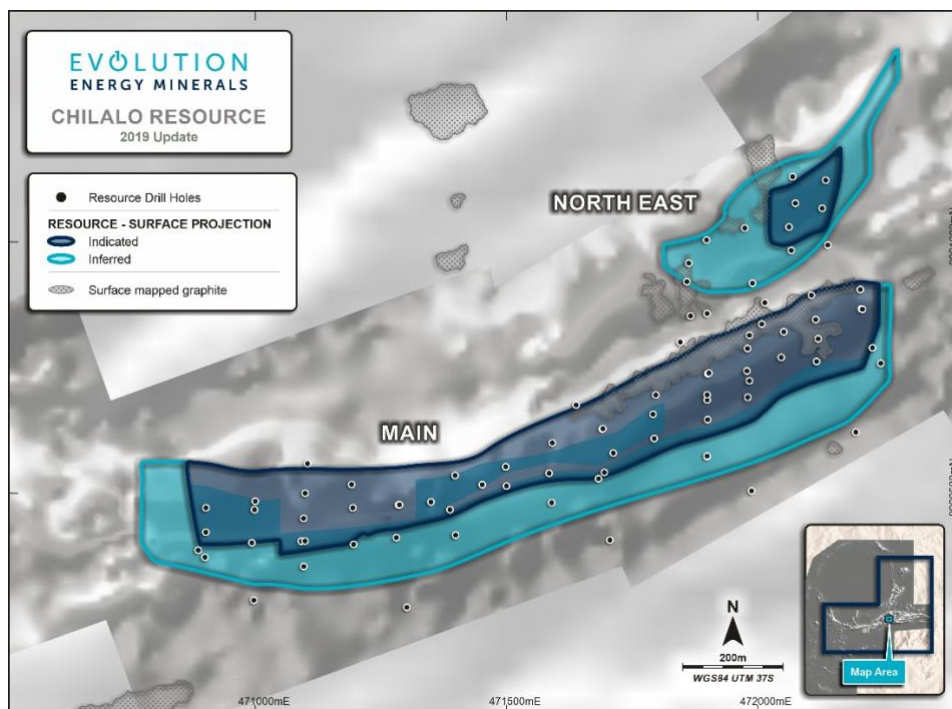 EVOLUTION
ENERGY MINERALS
CHILALO RESOURCE
2019 Update
Resource Drill Holes
RESOURCE - SURFACE PROJECTION
Indicated
Inferred
Surface mapped graphite
NORTH EAST
MAIN
N
200m
WGS84 UTM 37S
Map Area
471000mE
471500mE
472000mE